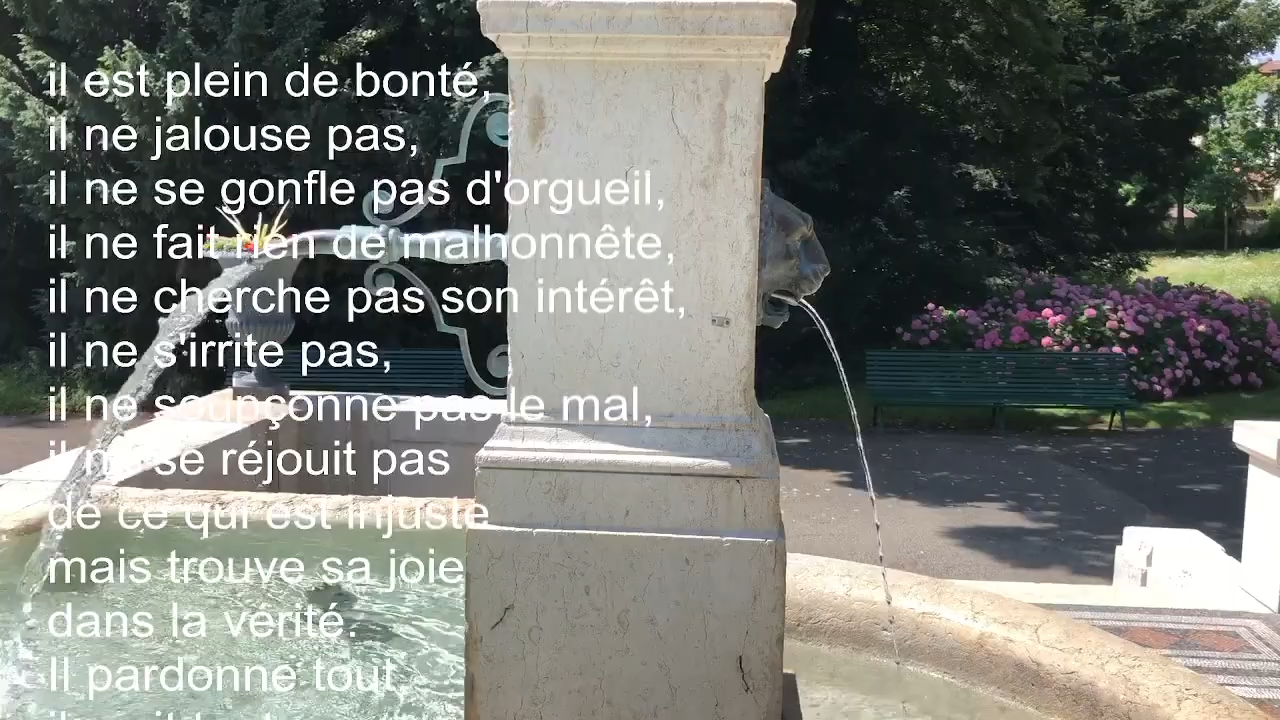 il est plein de bonté,
il ne jalouse pas,
il ne se gonfle pas d'orgueil,
il ne fait rien de malhonnête,
il ne cherche pas son intérêt,
il ne s'irrite pas,
il ne soupçonne pas le mal,
il ne se réjouit pas
de ce qui est injuste
mais trouve sa joie
dans la vérité.
Il pardonne tout,